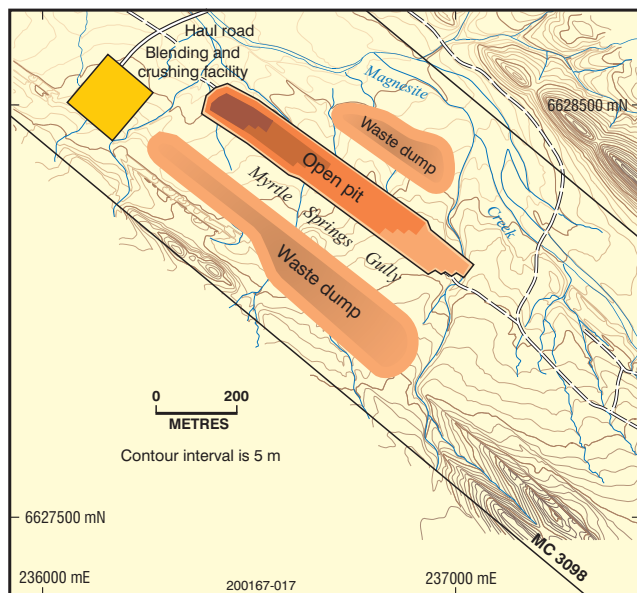 Haul road
Blending and
crushing facility
Magnesite
6628500 mN
Waste dump
Open pit
Myrtle Springs Gully
Creek
Waste dump
0 200
METRES
Contour interval is 5 m
6627500 mN
MC 3098
236000 mE
200167-017
237000 mE